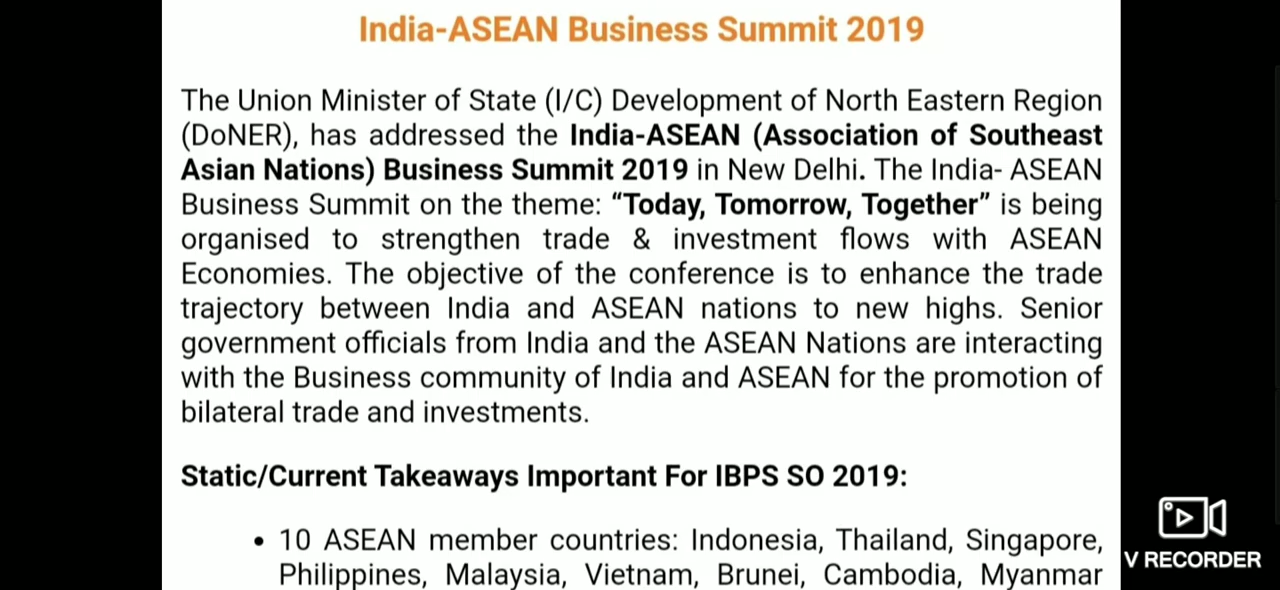 India-ASEAN Business Summit 2019
The Union Minister of State (I/C) Development of North Eastern Region
(DoNER), has addressed the India-ASEAN (Association of Southeast
Asian Nations) Business Summit 2019 in New Delhi. The India- ASEAN
Business Summit on the theme: “Today, Tomorrow, Together” is being
organised to strengthen trade & investment flows with ASEAN
Economies. The objective of the conference is to enhance the trade
trajectory between India and ASEAN nations to new highs. Senior
government officials from India and the ASEAN Nations are interacting
with the Business community of India and ASEAN for the promotion of
bilateral trade and investments.
Static/Current Takeaways Important For IBPS SO 2019:
• 10 ASEAN member countries: Indonesia, Thailand, Singapore,
Philippines, Malaysia, Vietnam, Brunei, Cambodia, Myanmar
V RECORDER